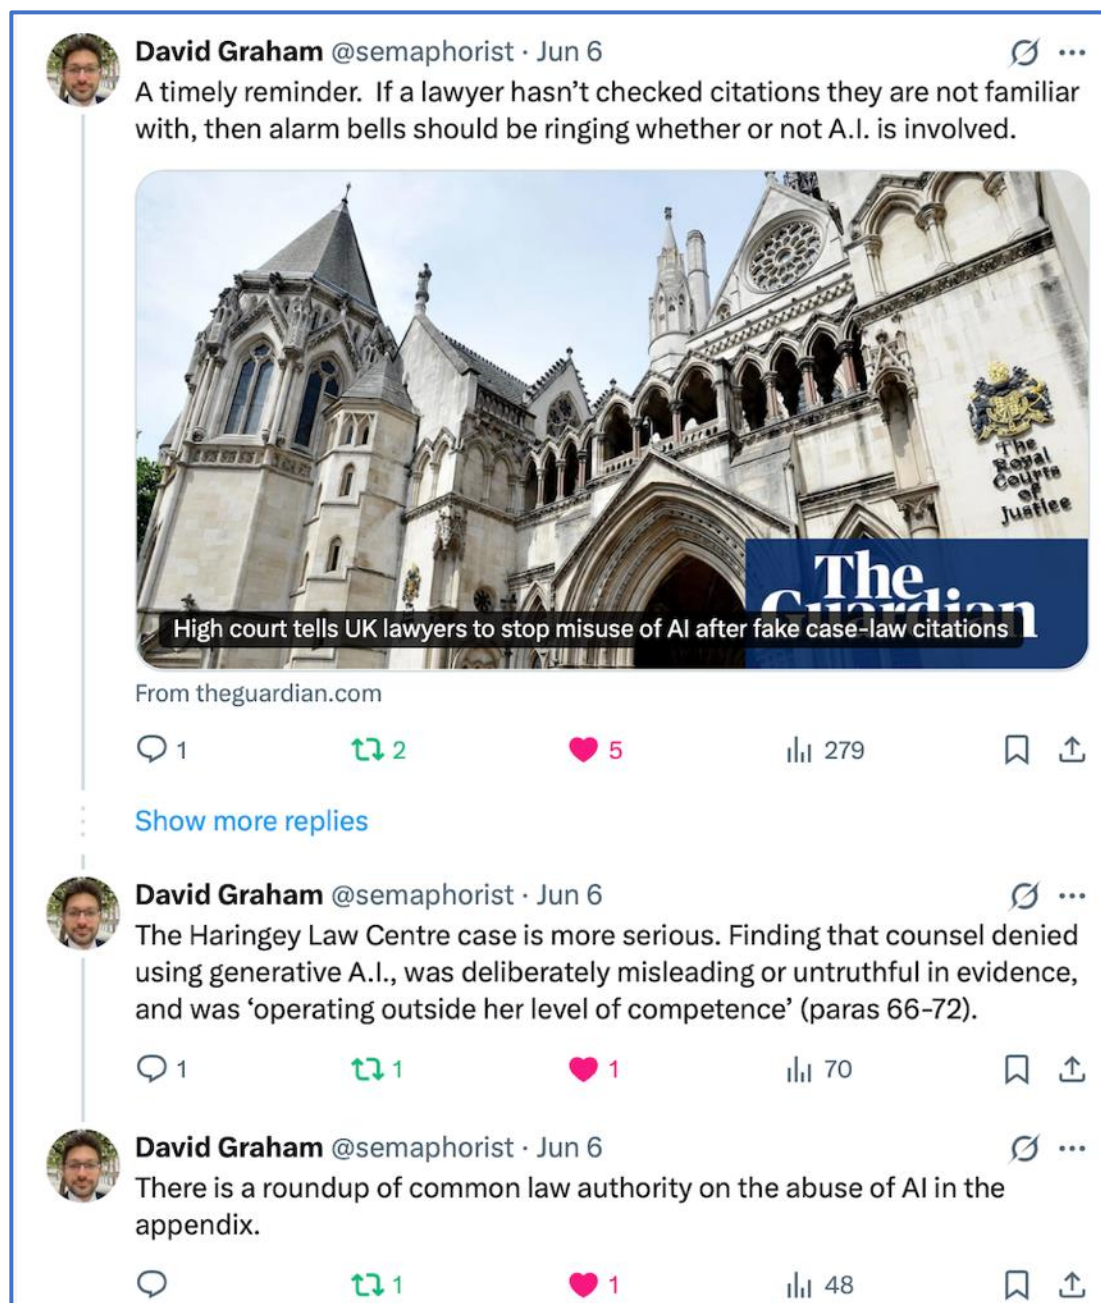 David Graham @semaphorist · Jun 6
A timely reminder.  If a lawyer hasn’t checked citations they are not familiar
with, then alarm bells should be ringing whether or not A.I. is involved.
The
Royal
Courts
of
Justice
The
Guardian
High court tells UK lawyers to stop misuse of AI after fake case-law citations
From theguardian.com
1 2 5 279
Show more replies
David Graham @semaphorist · Jun 6
The Haringey Law Centre case is more serious. Finding that counsel denied
using generative A.I., was deliberately misleading or untruthful in evidence,
and was ‘operating outside her level of competence’ (paras 66-72).
1 1 1 70
David Graham @semaphorist · Jun 6
There is a roundup of common law authority on the abuse of AI in the
appendix.
1 1 48